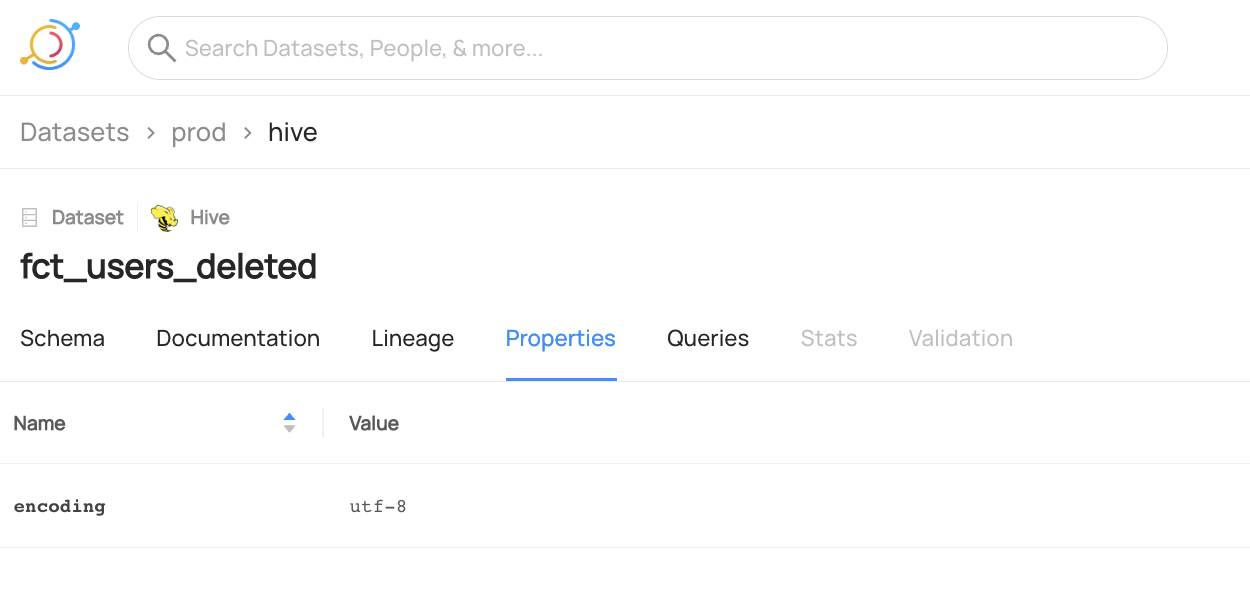 Search Datasets, People, & more...
Datasets > prod > hive
Dataset Hive
fct_users_deleted
Schema Documentation Lineage Properties Queries Stats Validation
Name Value
encoding utf-8